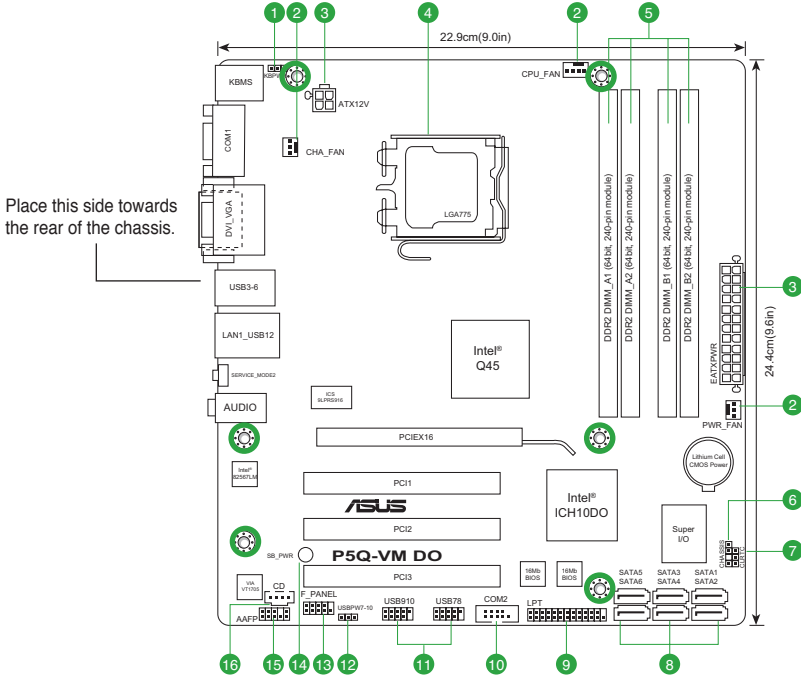 1 2 3 4 2 5
22.9cm(9.0in)
KBMS
CPU_FAN
ATX12V
COM1
CHA_FAN
Place this side towards
the rear of the chassis.
DVI_VGA
LGA775
DDR2 DIMM_A1 (64bit, 240-pin module)
DDR2 DIMM_A2 (64bit, 240-pin module)
DDR2 DIMM_B1 (64bit, 240-pin module)
DDR2 DIMM_B2 (64bit, 240-pin module)
USB3-6
3
EATXPWR
24.4cm(9.6in)
LAN1_USB12
Intel®
Q45
SERVICE_MODE2
ICS
9LPRS916
AUDIO
2
PWR_FAN
PCIEX16
Lithium Cell
CMOS Power
Intel®
82567LM
PCI1
ASUS
Intel®
ICH10DO
6
Super
I/O
PCI2
CHASSIS
CLRTC
7
SB_PWR
P5Q-VM DO
VIA
VT1705
PCI3
16Mb
BIOS
16Mb
BIOS
SATA5
SATA6
SATA3
SATA4
SATA1
SATA2
CD
F_PANEL
USBPW7-10
USB910
USB78
COM2
LPT
AAFP
16 15 14 13 12 11 10 9 8